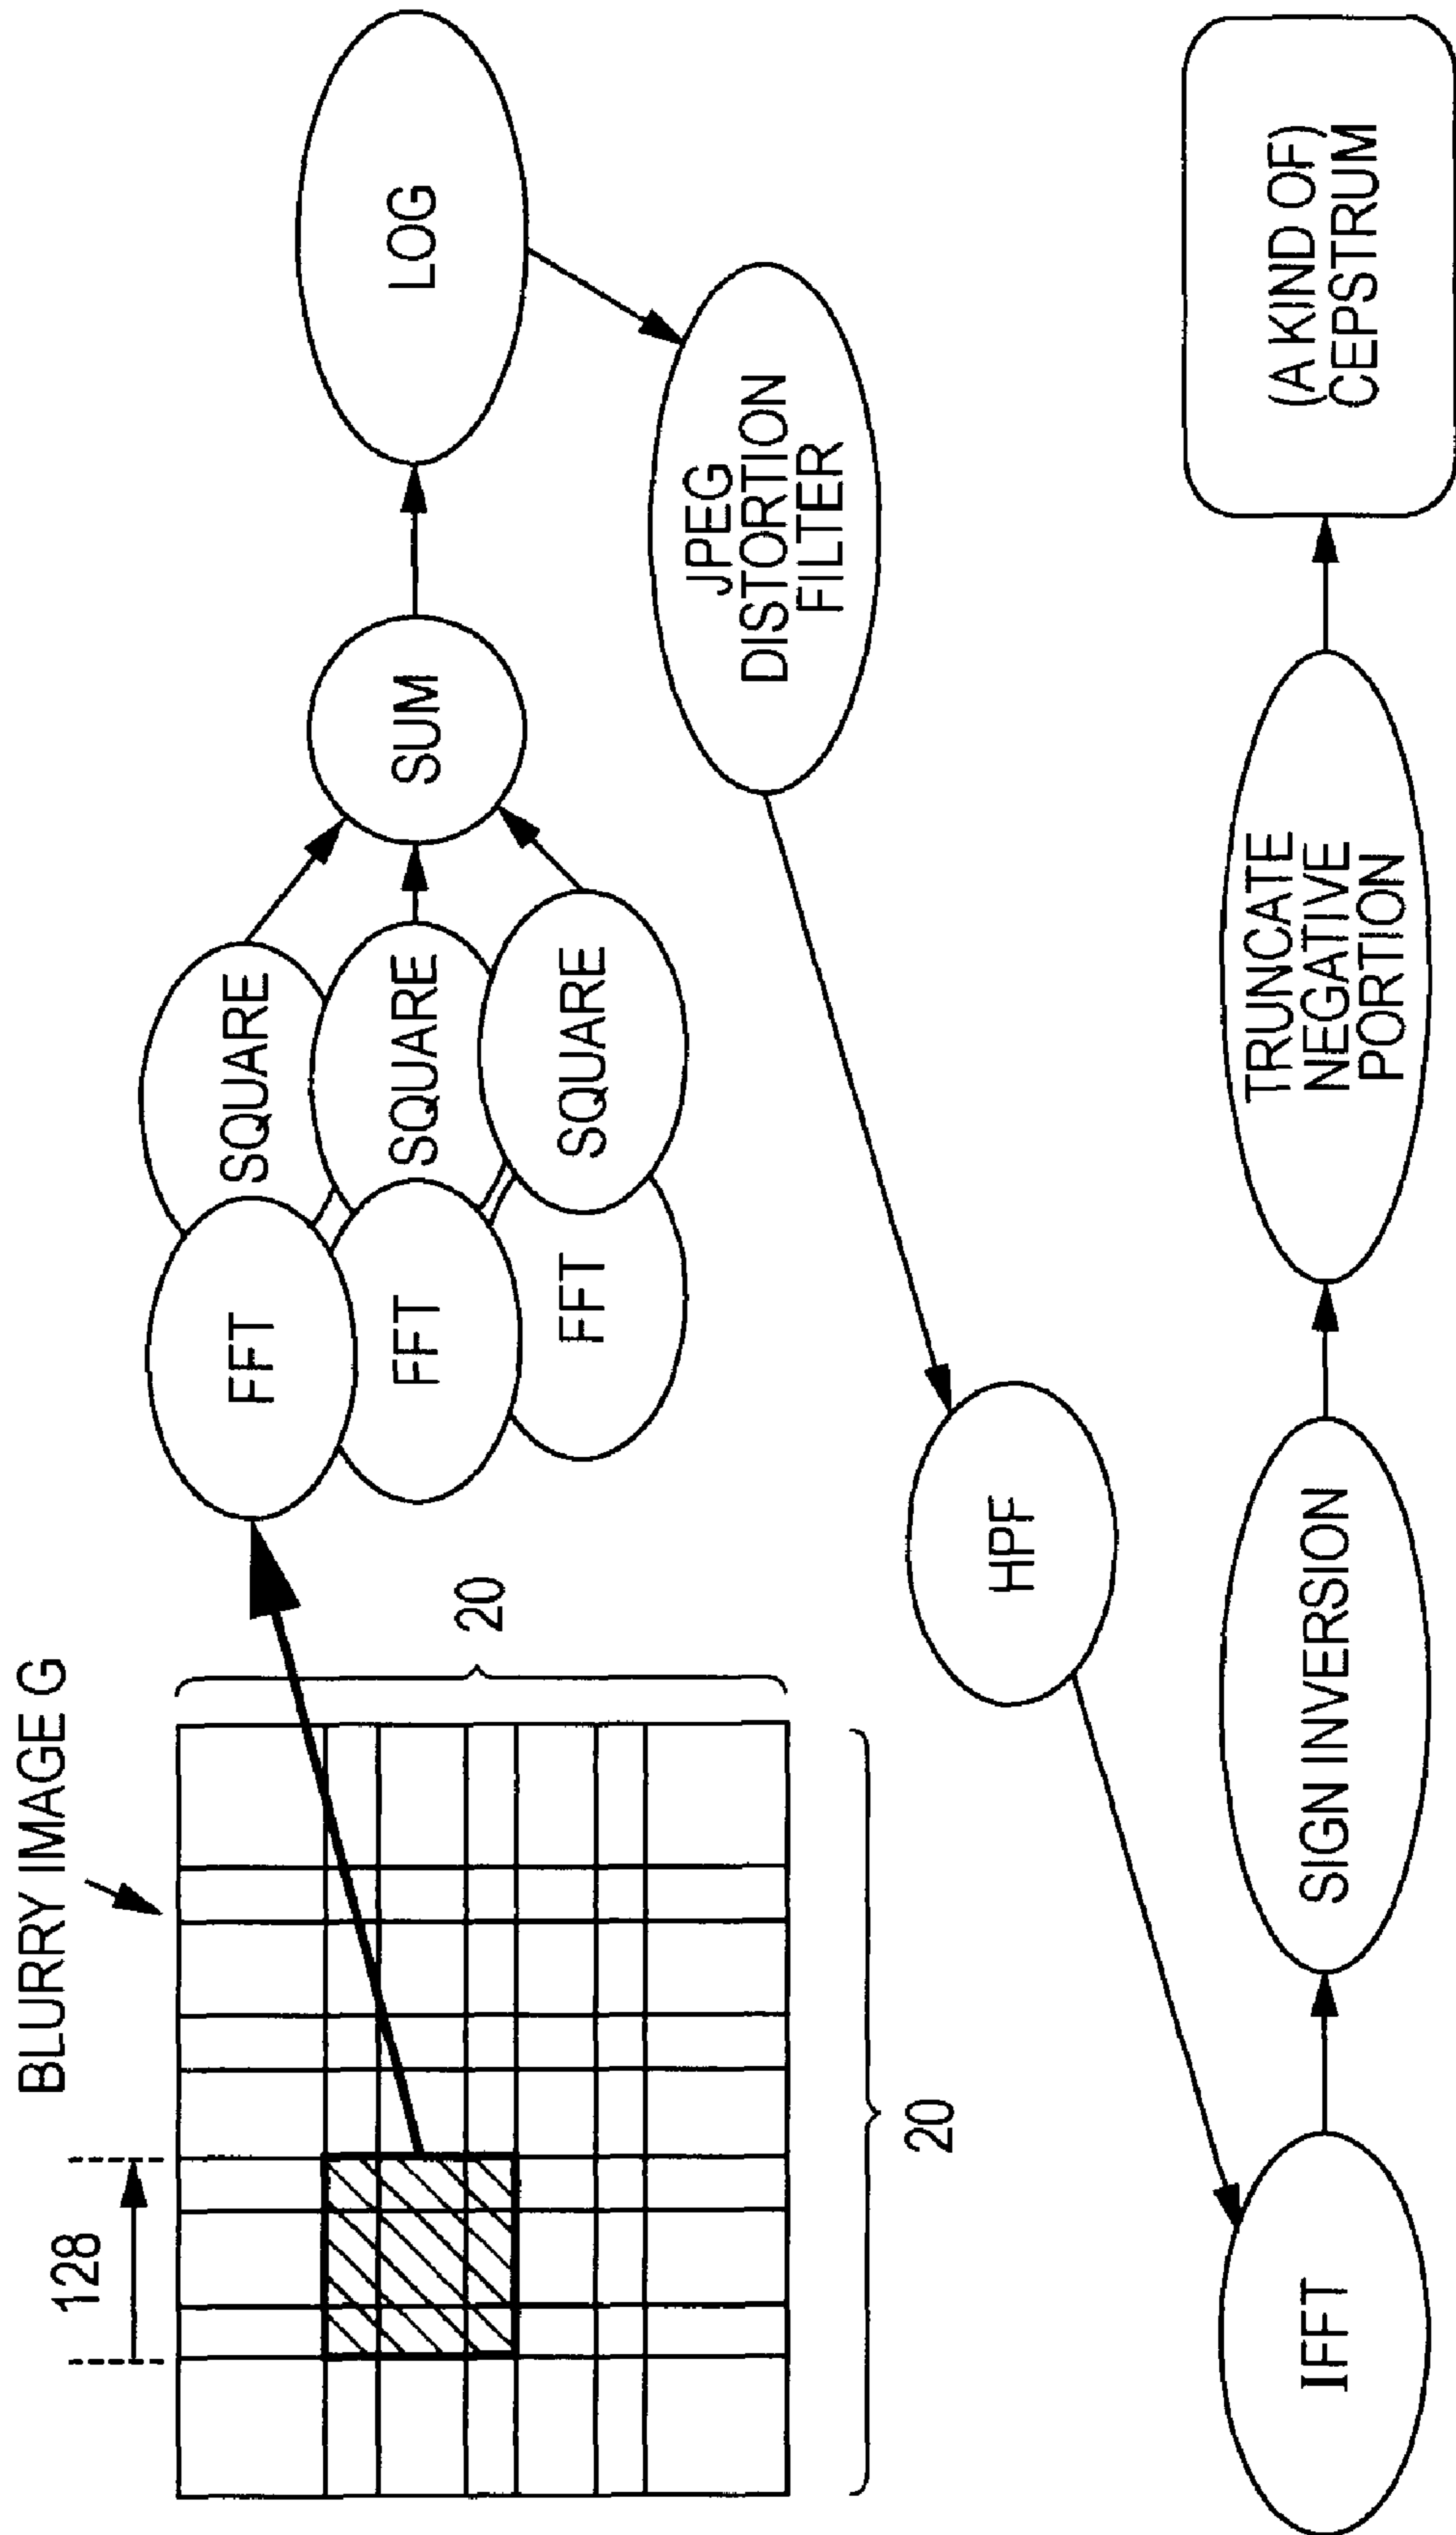 BLURRY IMAGE G
128
20
20
FFT
SQUARE
FFT
SQUARE
FFT
SQUARE
SUM
LOG
JPEG
DISTORTION
FILTER
HPF
IFFT
SIGN INVERSION
TRUNCATE
NEGATIVE
PORTION
(A KIND OF)
CEPSTRUM